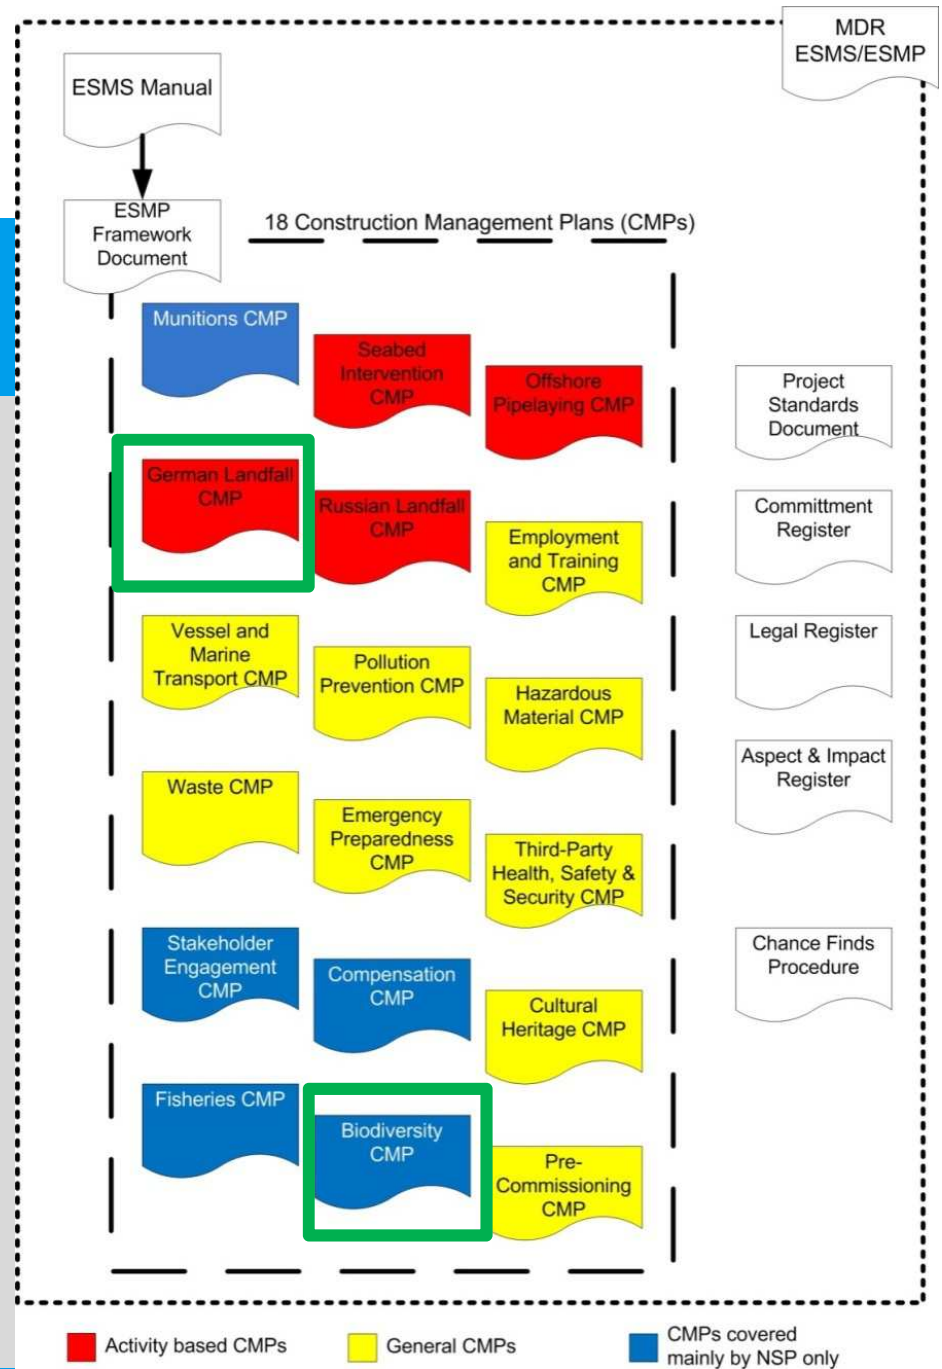 MDR
ESMS/ESMP
ESMS Manual
ESMP
Framework
Document
18 Construction Management Plans (CMPs)
Munitions CMP
Seabed
Intervention
CMP
Offshore
Pipelaying CMP
Project
Standards
Document
German Landfall
CMP
Russian Landfall
CMP
Employment
and Training
CMP
Committment
Register
Vessel and
Marine
Transport CMP
Pollution
Prevention CMP
Hazardous
Material CMP
Legal Register
Waste CMP
Emergency
Preparedness
CMP
Third-Party
Health, Safety &
Security CMP
Aspect & Impact
Register
Stakeholder
Engagement
CMP
Compensation
CMP
Cultural
Heritage CMP
Chance Finds
Procedure
Fisheries CMP
Biodiversity
CMP
Pre-
Commissioning
CMP
Activity based CMPs
General CMPs
CMPs covered
mainly by NSP only